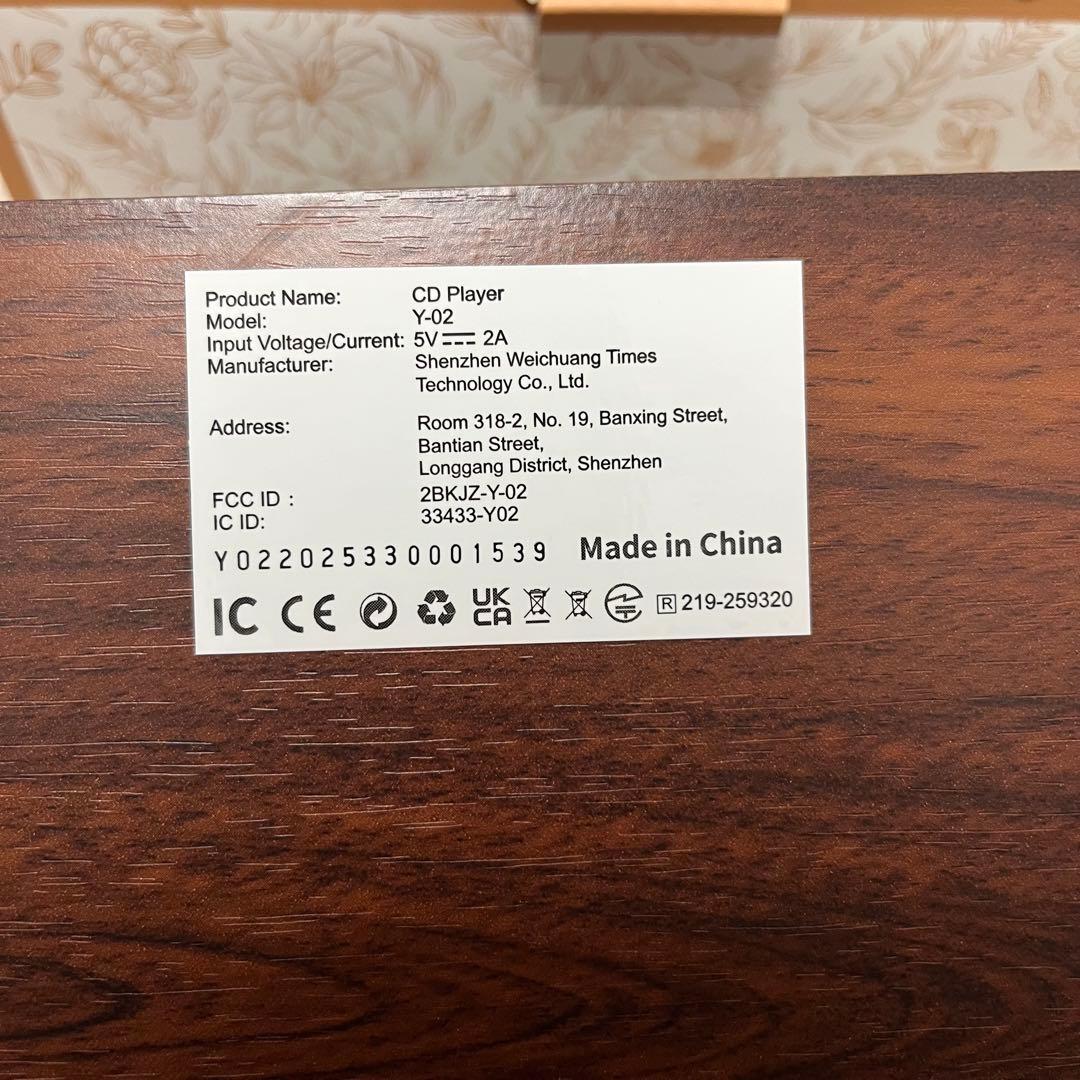 Product Name: CD Player
Model: Y-02
Input Voltage/Current: 5V ⎓ 2A
Manufacturer: Shenzhen Weichuang Times
Technology Co., Ltd.
Address: Room 318-2, No. 19, Banxing Street,
Bantian Street,
Longgang District, Shenzhen
FCC ID : 2BKJZ-Y-02
IC ID: 33433-Y02
Y022025330001539 Made in China
IC CE UK CA R 219-259320